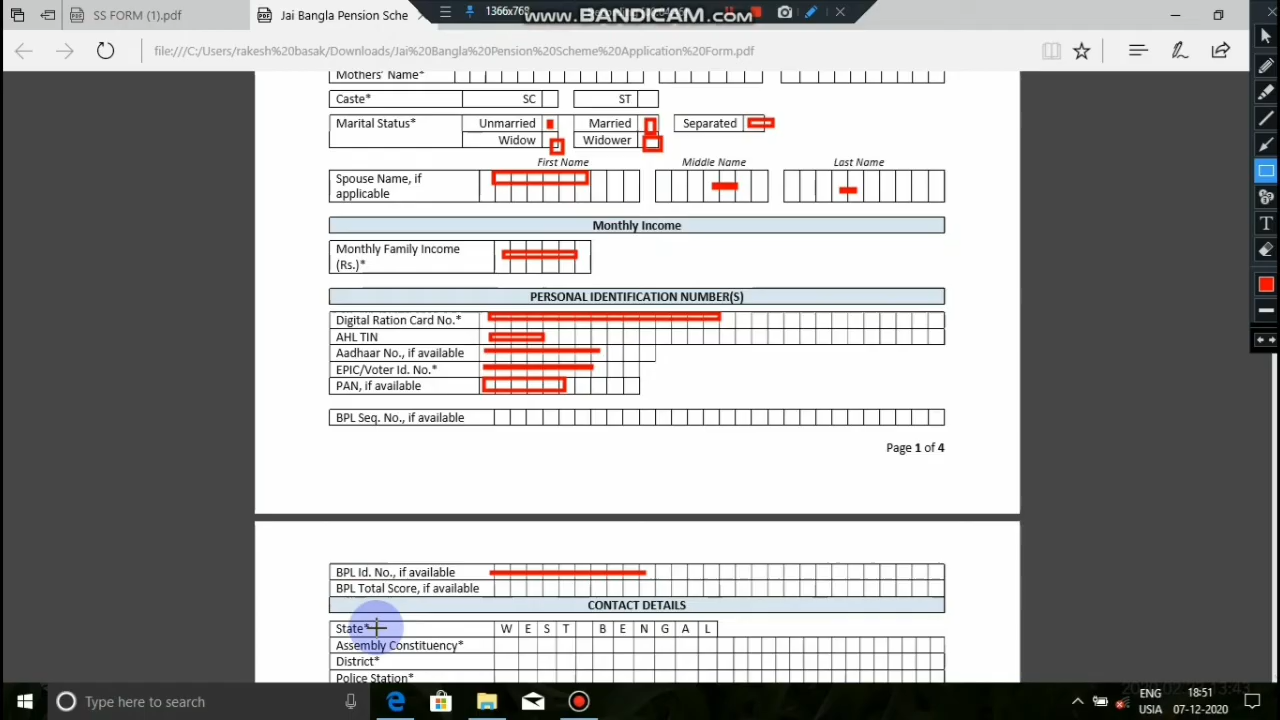 SS FORM (1).pdf
Jai Bangla Pension Sche
1366x768
www.BANDICAM.com
file:///C:/Users/rakesh%20basak/Downloads/Jai%20Bangla%20Pension%20Scheme%20Application%20Form.pdf
Mothers' Name*
Caste* SC ST
Marital Status* Unmarried Married Separated
Widow Widower
First Name Middle Name Last Name
Spouse Name, if
applicable
Monthly Income
Monthly Family Income
(Rs.)*
PERSONAL IDENTIFICATION NUMBER(S)
Digital Ration Card No.*
AHL TIN
Aadhaar No., if available
EPIC/Voter Id. No.*
PAN, if available
BPL Seq. No., if available
Page 1 of 4
BPL Id. No., if available
BPL Total Score, if available
CONTACT DETAILS
State* W E S T B E N G A L
Assembly Constituency*
District*
Police Station*
Type here to search
ENG 18:51
USIA 07-12-2020